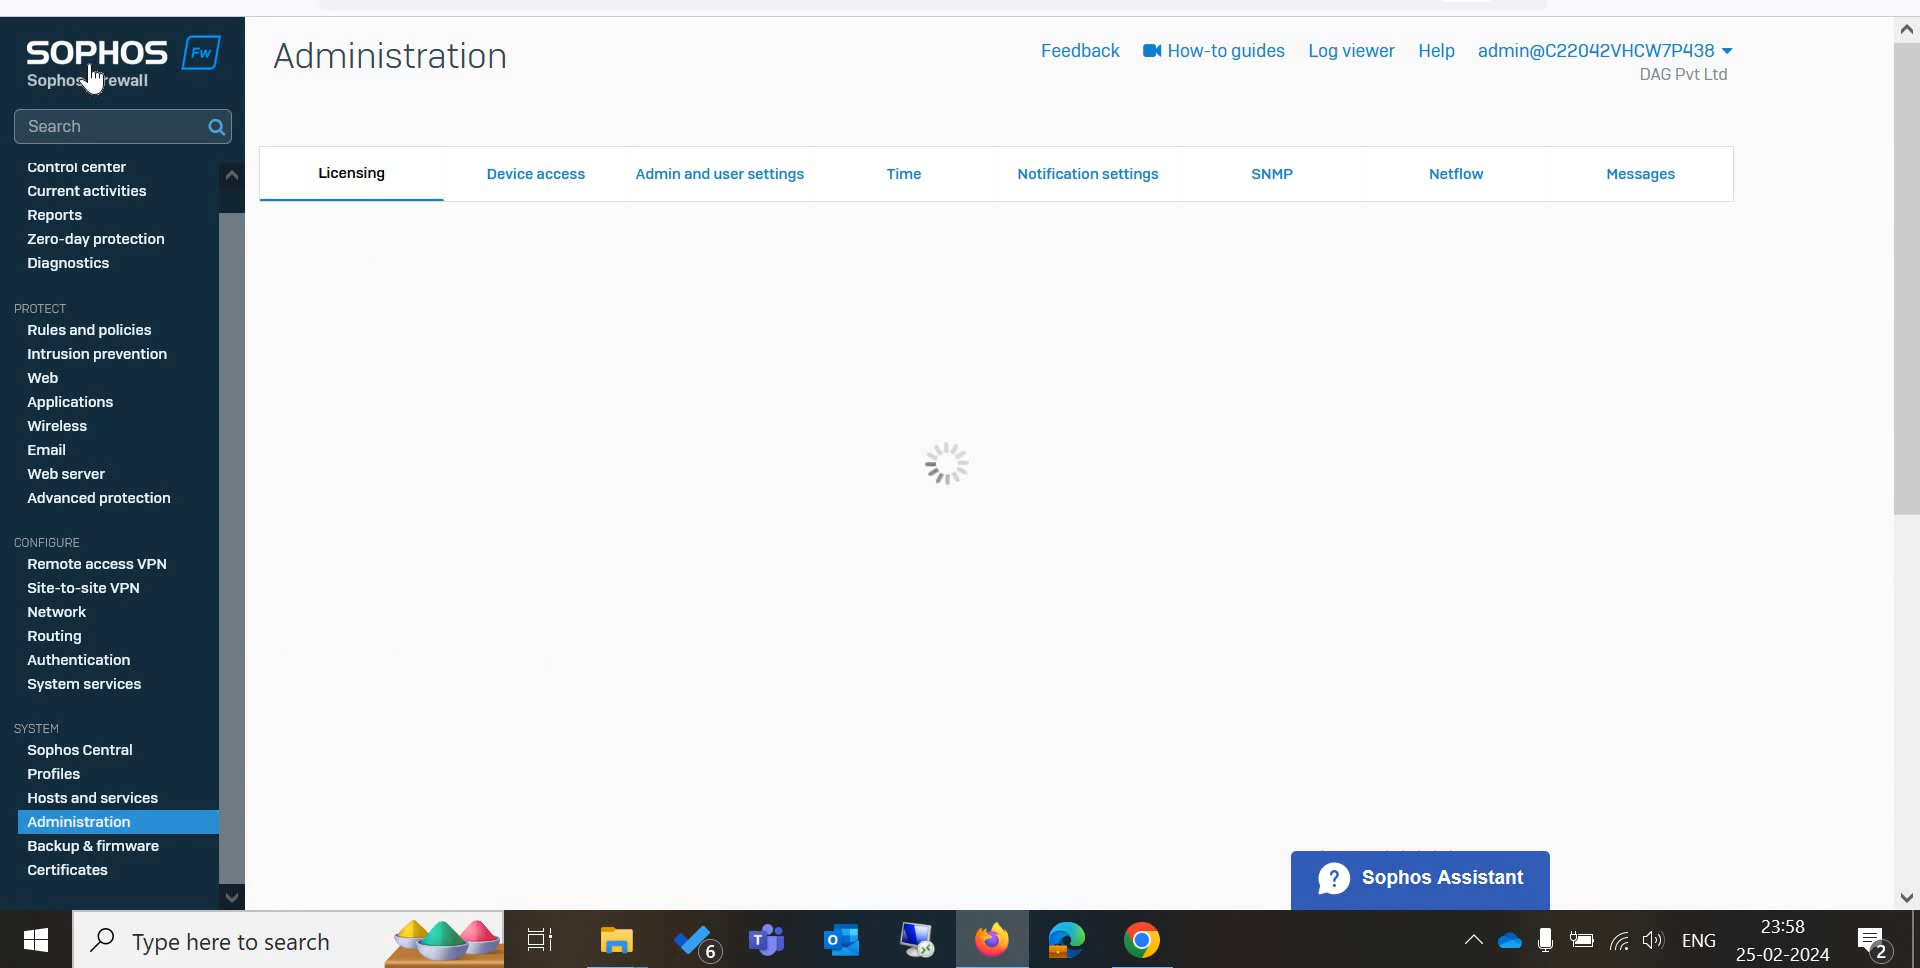 SOPHOS Fw
Sophos rewall
Search
Control center
Current activities
Reports
Zero-day protection
Diagnostics
PROTECT
Rules and policies
Intrusion prevention
Web
Applications
Wireless
Email
Web server
Advanced protection
CONFIGURE
Remote access VPN
Site-to-site VPN
Network
Routing
Authentication
System services
SYSTEM
Sophos Central
Profiles
Hosts and services
Administration
Backup & firmware
Certificates
Administration
Feedback How-to guides Log viewer Help admin@C22042VHCW7P438
DAG Pvt Ltd
Licensing Device access Admin and user settings Time Notification settings SNMP Netflow Messages
? Sophos Assistant
Type here to search
6
ENG
23:58
25-02-2024
2